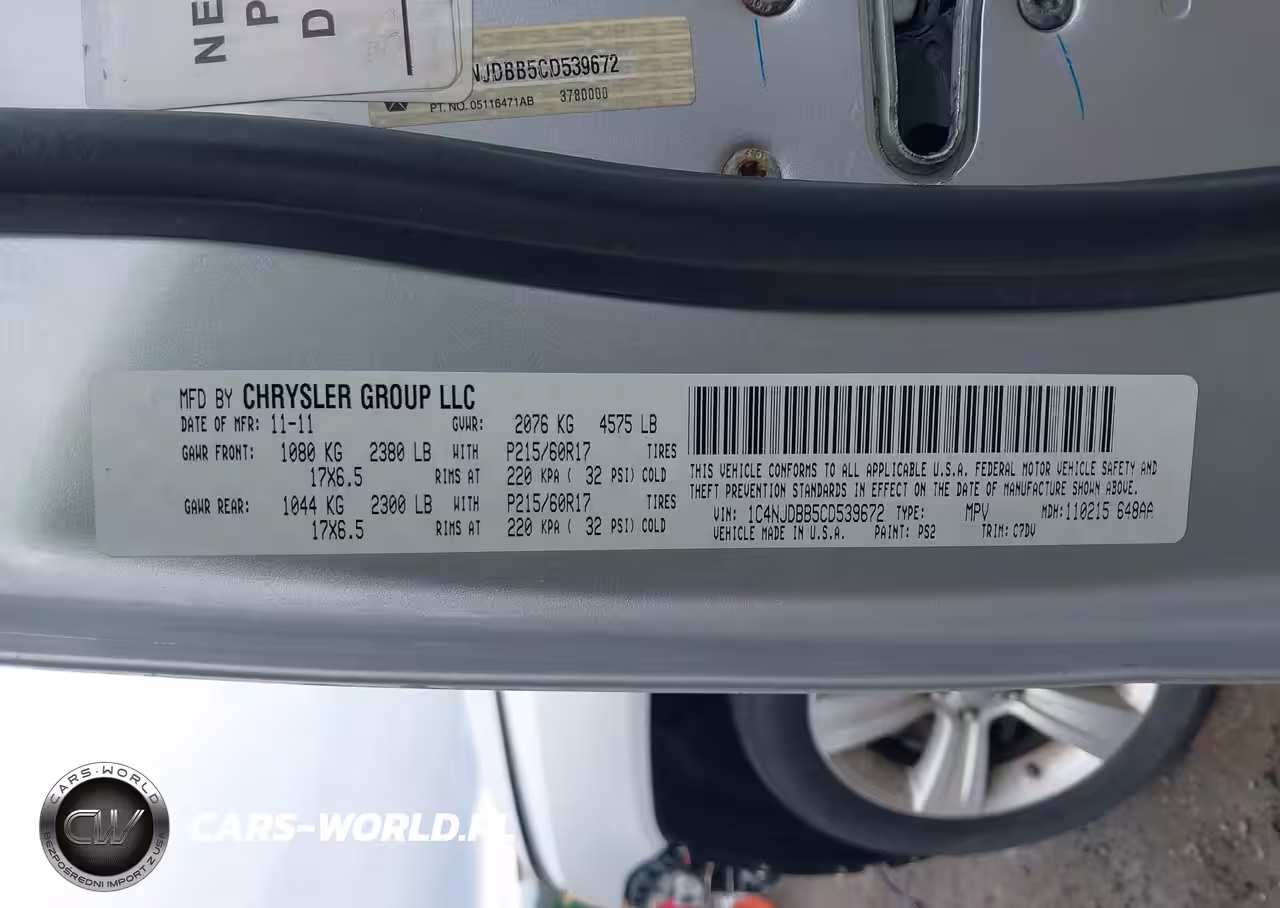 NE
P
D
NJDBB5CD539672
PT. NO. 05116471AB 3780000
MFD BY CHRYSLER GROUP LLC
DATE OF MFR: 11-11 GVWR: 2076 KG 4575 LB
GAWR FRONT: 1080 KG 2380 LB WITH P215/60R17 TIRES
17X6.5 RIMS AT 220 KPA ( 32 PSI) COLD
GAWR REAR: 1044 KG 2300 LB WITH P215/60R17 TIRES
17X6.5 RIMS AT 220 KPA ( 32 PSI) COLD
THIS VEHICLE CONFORMS TO ALL APPLICABLE U.S.A. FEDERAL MOTOR VEHICLE SAFETY AND
THEFT PREVENTION STANDARDS IN EFFECT ON THE DATE OF MANUFACTURE SHOWN ABOVE.
VIN: 1C4NJDBB5CD539672 TYPE: MPV MDH: 110215 648AA
VEHICLE MADE IN U.S.A. PAINT: PS2 TRIM: C7DV
CARS-WORLD
CW
BEZPOŚREDNI IMPORT Z USA
CARS-WORLD.PL